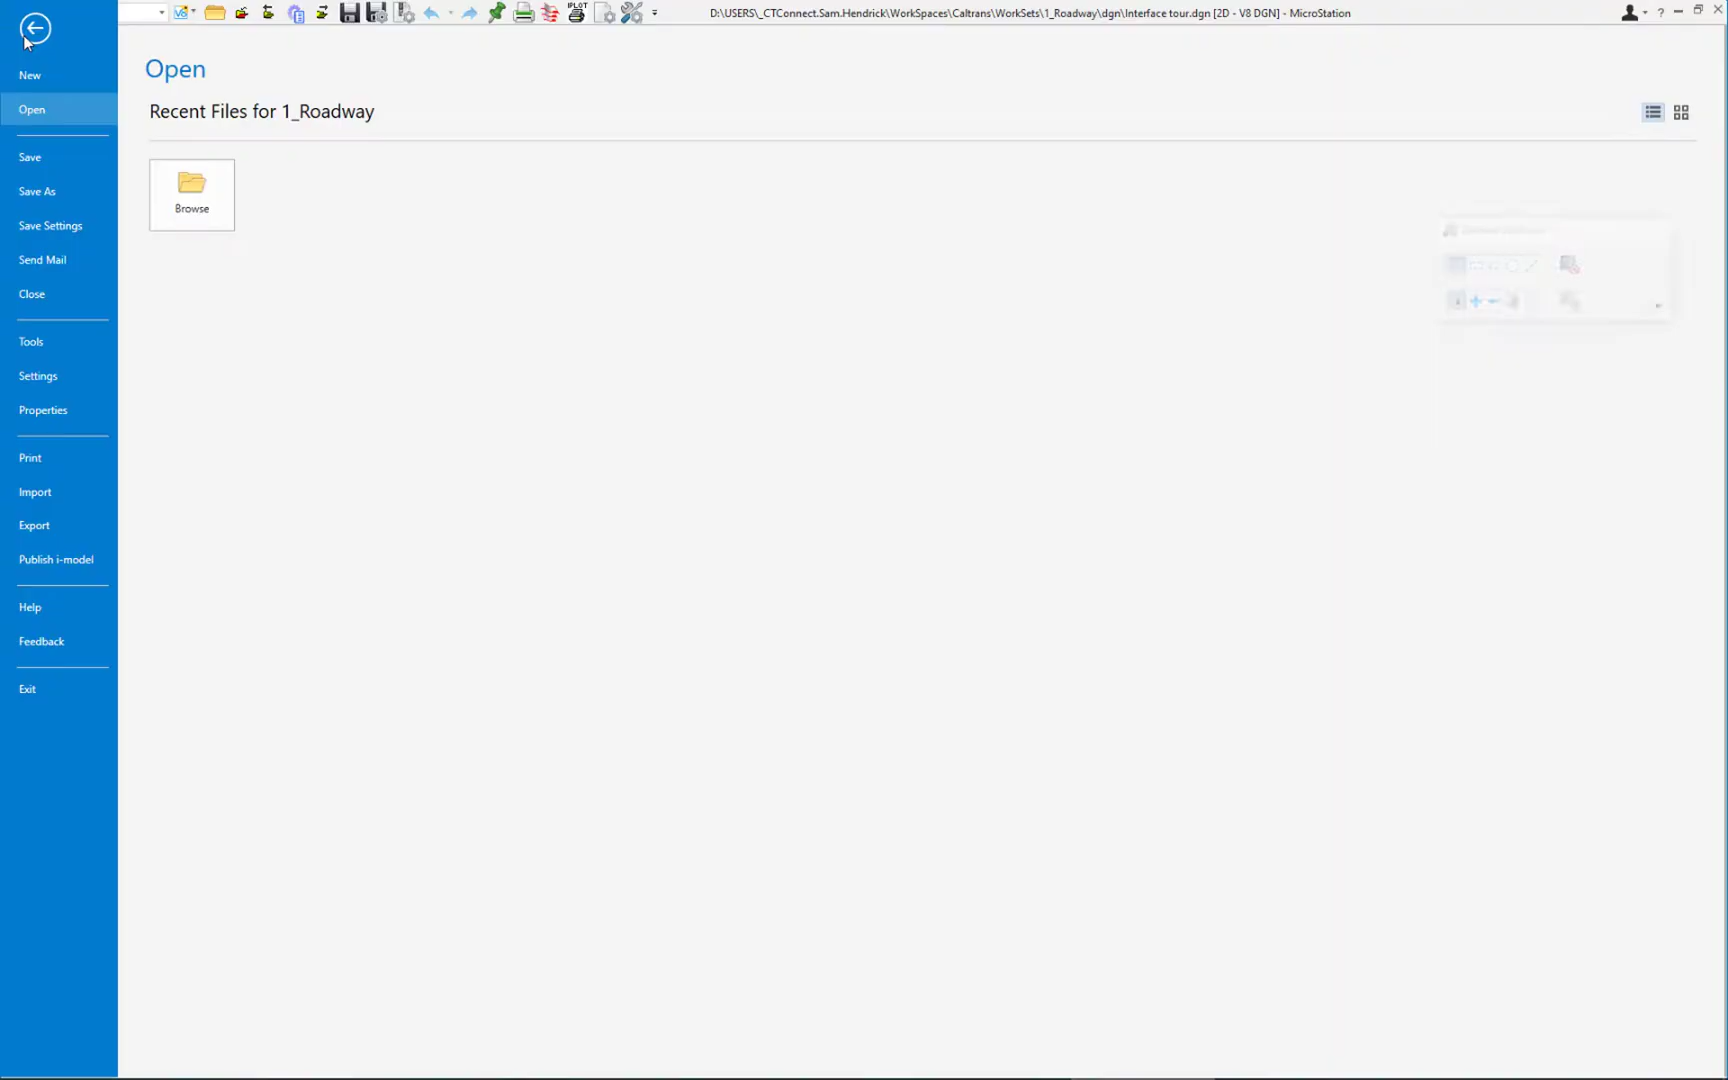 V8
IPLOT
D:\USERS\_CTConnect.Sam.Hendrick\WorkSpaces\Caltrans\WorkSets\1_Roadway\dgn\Interface tour.dgn [2D - V8 DGN] - MicroStation
?
New
Open
Save
Save As
Save Settings
Send Mail
Close
Tools
Settings
Properties
Print
Import
Export
Publish i-model
Help
Feedback
Exit
Open
Recent Files for 1_Roadway
Browse